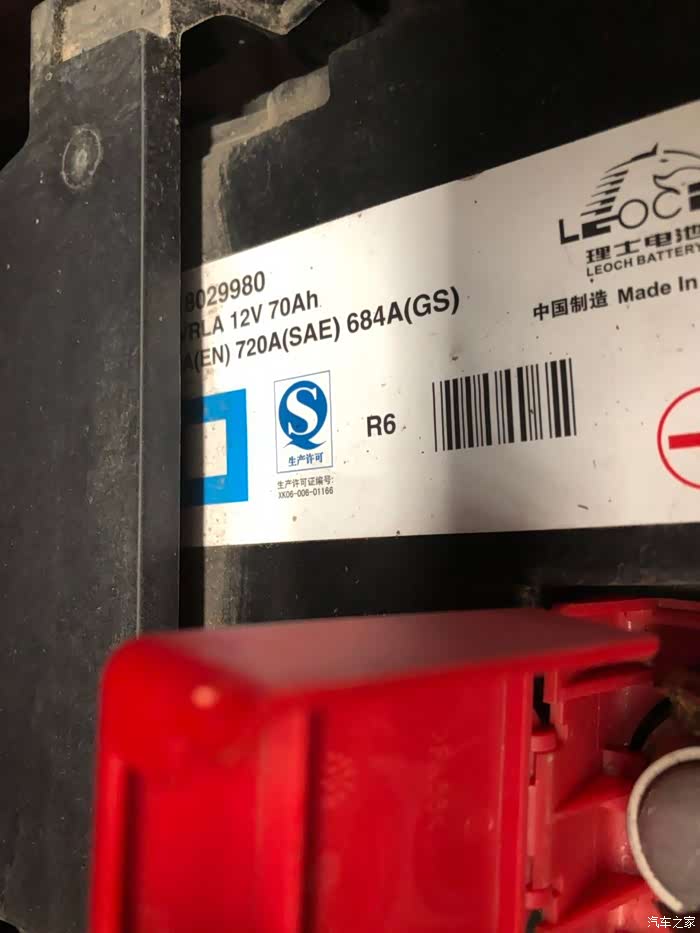 8029980
VRLA 12V 70Ah
A(EN) 720A(SAE) 684A(GS)
LEOC
理士电池
LEOCH BATTERY
中国制造 Made In
S
生产许可
生产许可证编号:
XK06-006-01166
R6
汽车之家